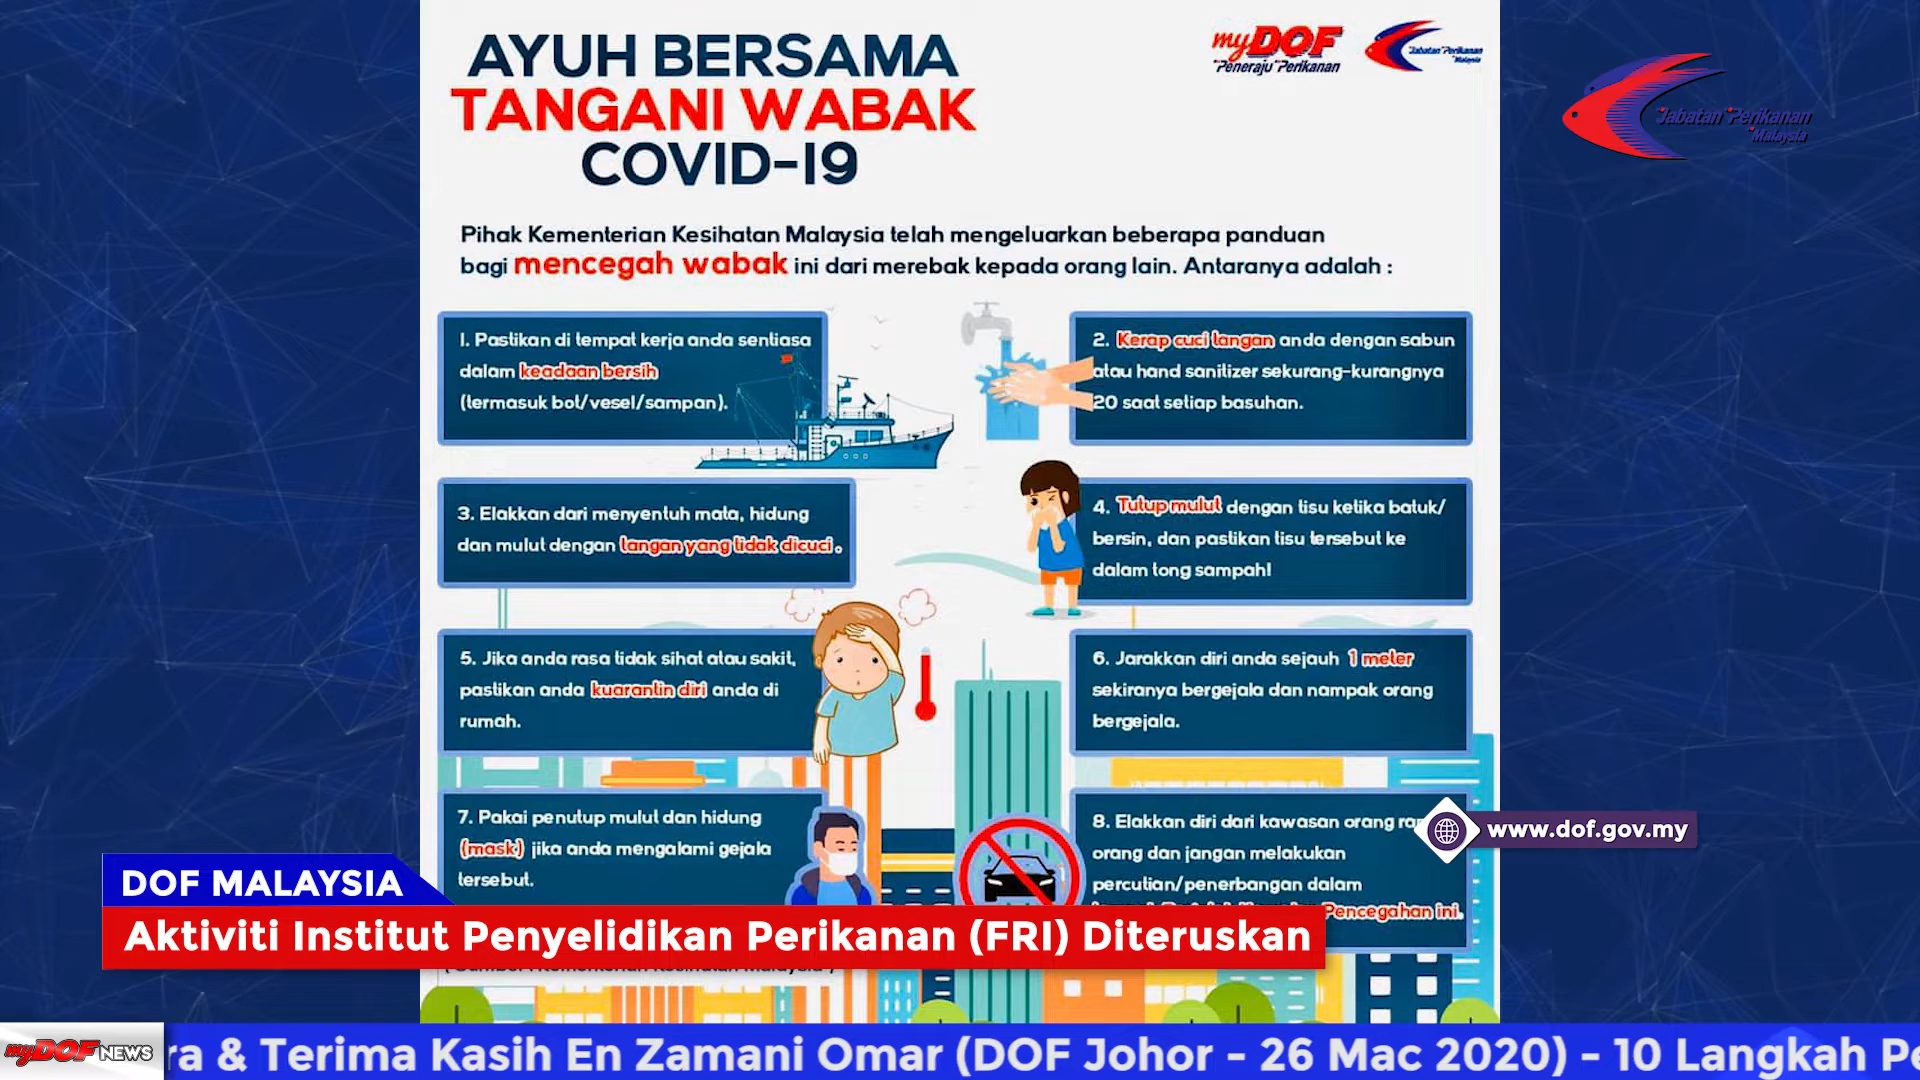 AYUH BERSAMA
TANGANI WABAK
COVID-19
myDOF
Peneraju Perikanan
Jabatan Perikanan
Malaysia
Jabatan Perikanan
Malaysia
Pihak Kementerian Kesihatan Malaysia telah mengeluarkan beberapa panduan
bagi mencegah wabak ini dari merebak kepada orang lain. Antaranya adalah :
1. Pastikan di tempat kerja anda sentiasa
dalam keadaan bersih
(termasuk bot/vesel/sampan).
2. Kerap cuci tangan anda dengan sabun
atau hand sanitizer sekurang-kurangnya
20 saat setiap basuhan.
3. Elakkan dari menyentuh mata, hidung
dan mulut dengan tangan yang tidak dicuci .
4. Tutup mulut dengan tisu ketika batuk/
bersin, dan pastikan tisu tersebut ke
dalam tong sampah!
5. Jika anda rasa tidak sihat atau sakit,
pastikan anda kuarantin diri anda di
rumah.
6. Jarakkan diri anda sejauh 1 meter
sekiranya bergejala dan nampak orang
bergejala.
7. Pakai penutup mulut dan hidung
(mask) jika anda mengalami gejala
tersebut.
8. Elakkan diri dari kawasan orang
orang dan jangan melakukan
percutian/penerbangan dalam
Pencegahan ini.
www.dof.gov.my
DOF MALAYSIA
Aktiviti Institut Penyelidikan Perikanan (FRI) Diteruskan
myDOF NEWS
ra & Terima Kasih En Zamani Omar (DOF Johor - 26 Mac 2020) - 10 Langkah Pe